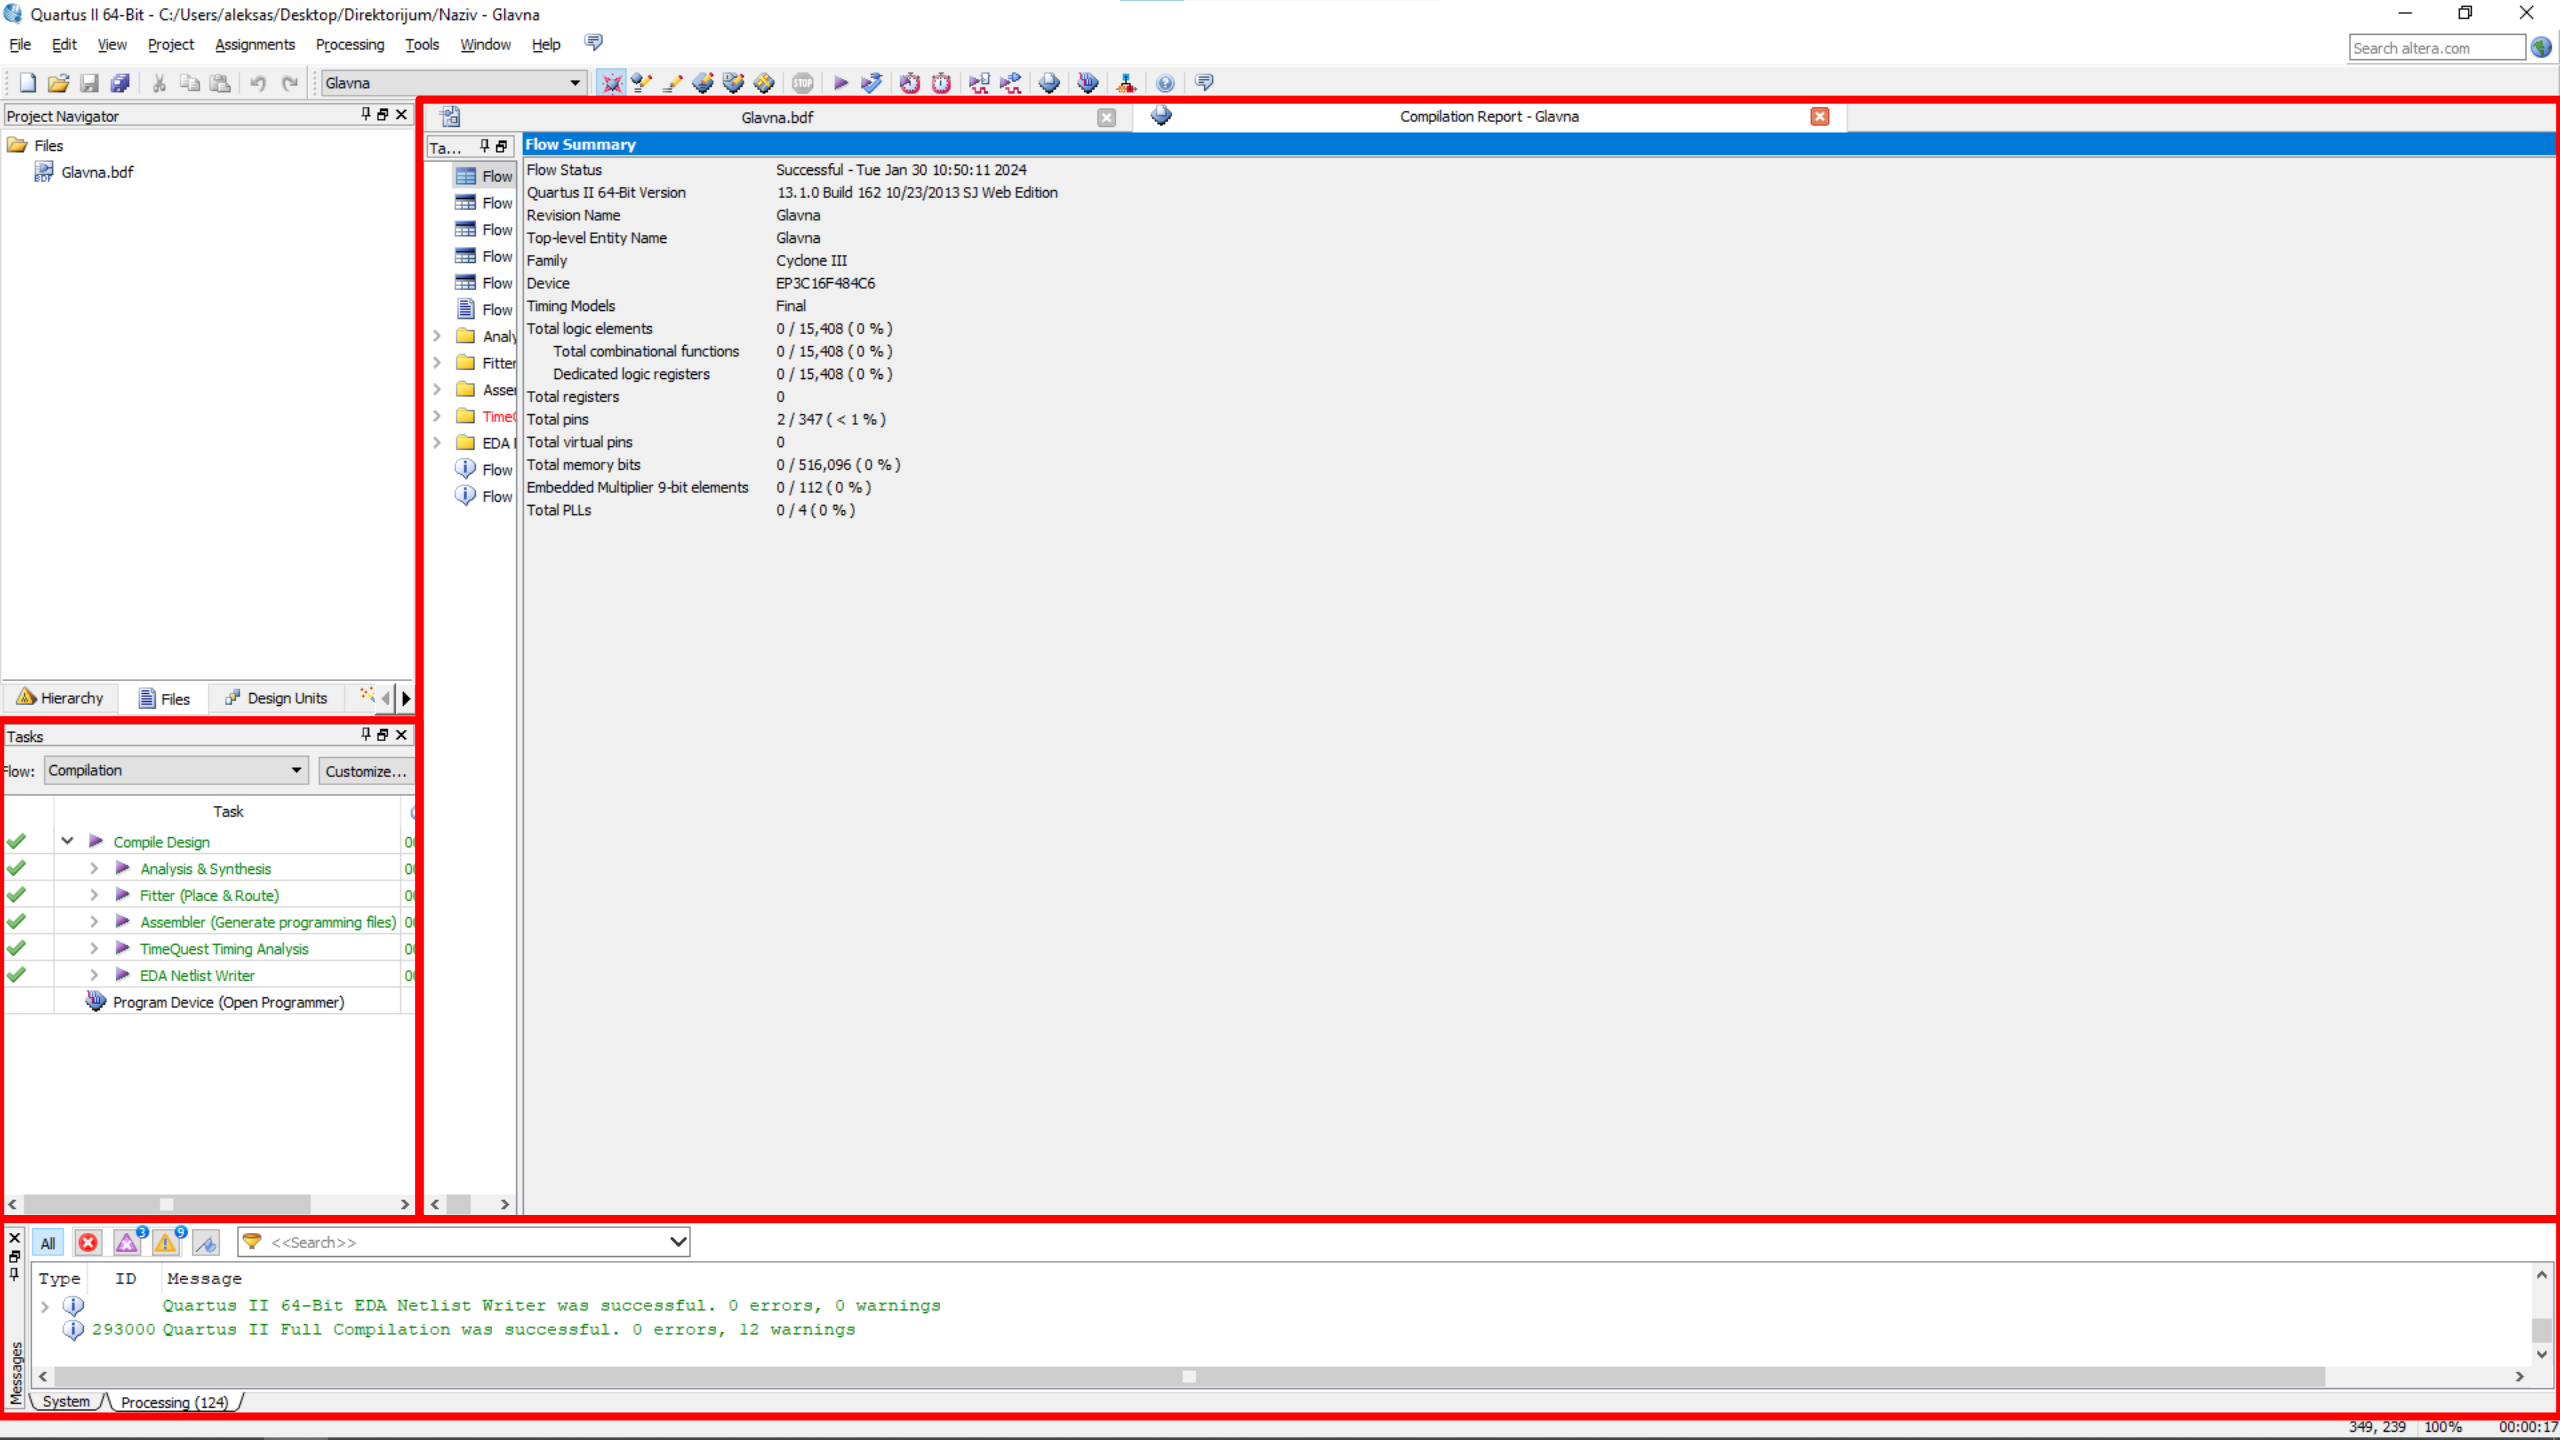 Quartus II 64-Bit - C:/Users/aleksas/Desktop/Direktorijum/Naziv - Glavna
File Edit View Project Assignments Processing Tools Window Help
Search altera.com
Glavna
STOP
Project Navigator
Files
BDF Glavna.bdf
Hierarchy Files Design Units
Tasks
Flow: Compilation Customize...
Task
Compile Design 00
Analysis & Synthesis 00
Fitter (Place & Route) 00
Assembler (Generate programming files) 00
TimeQuest Timing Analysis 00
EDA Netlist Writer 00
Program Device (Open Programmer)
Glavna.bdf
Compilation Report - Glavna
Ta...
Flow
Flow
Flow
Flow
Flow
Flow
Analy
Fitter
Asser
TimeQ
EDA
Flow
Flow
Flow Summary
Flow Status Successful - Tue Jan 30 10:50:11 2024
Quartus II 64-Bit Version 13.1.0 Build 162 10/23/2013 SJ Web Edition
Revision Name Glavna
Top-level Entity Name Glavna
Family Cyclone III
Device EP3C16F484C6
Timing Models Final
Total logic elements 0 / 15,408 ( 0 % )
Total combinational functions 0 / 15,408 ( 0 % )
Dedicated logic registers 0 / 15,408 ( 0 % )
Total registers 0
Total pins 2 / 347 ( < 1 % )
Total virtual pins 0
Total memory bits 0 / 516,096 ( 0 % )
Embedded Multiplier 9-bit elements 0 / 112 ( 0 % )
Total PLLs 0 / 4 ( 0 % )
All 3 9 <<Search>>
Type ID Message
Quartus II 64-Bit EDA Netlist Writer was successful. 0 errors, 0 warnings
293000 Quartus II Full Compilation was successful. 0 errors, 12 warnings
Messages
System Processing (124)
349, 239 100% 00:00:17